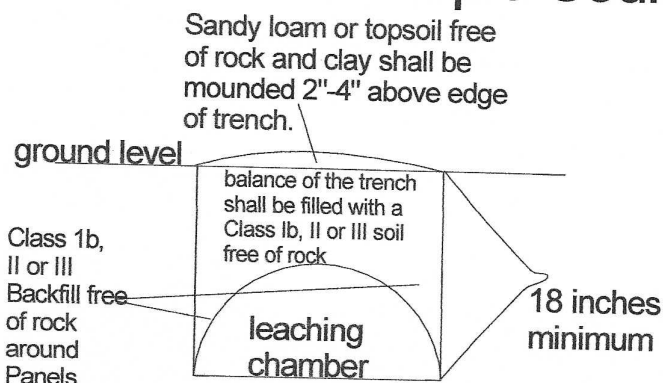 Sandy loam or topsoil free
of rock and clay shall be
mounded 2"-4" above edge
of trench.
ground level
balance of the trench
shall be filled with a
Class Ib, II or III soil
free of rock
Class 1b,
II or III
Backfill free
of rock
around
Panels
leaching
chamber
18 inches
minimum